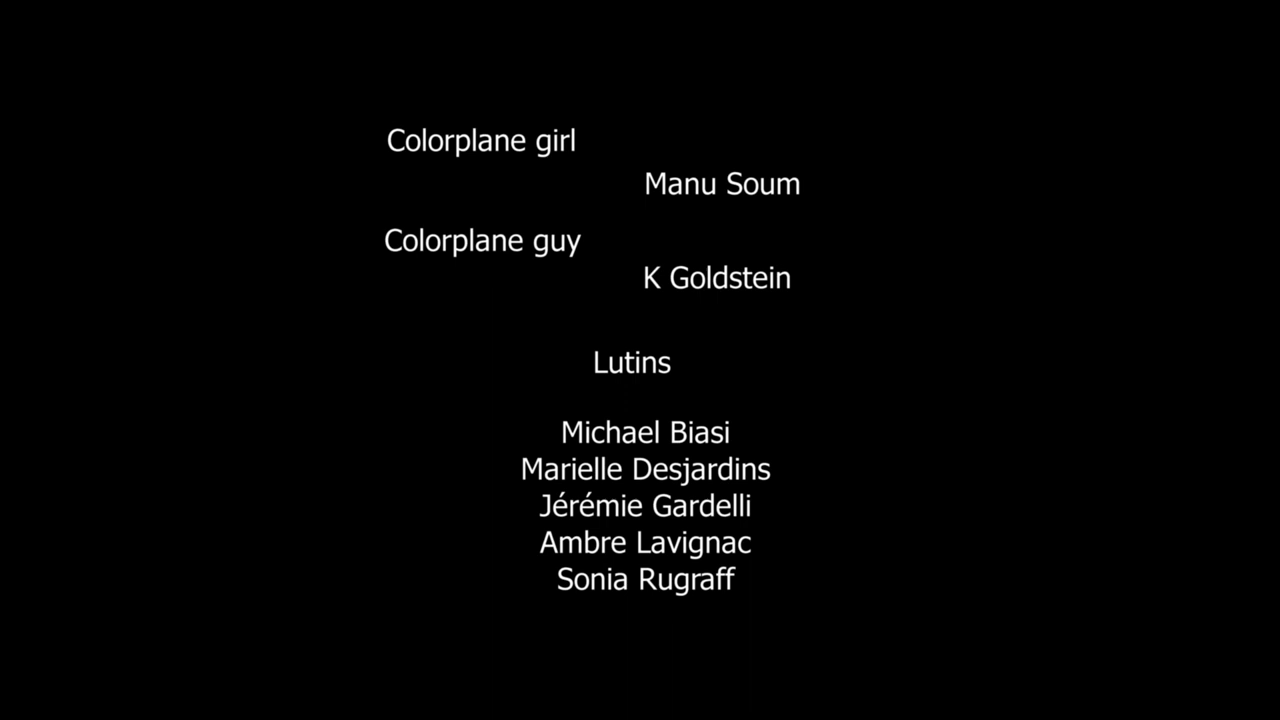 Colorplane girl
Manu Soum
Colorplane guy
K Goldstein
Lutins
Michael Biasi
Marielle Desjardins
Jérémie Gardelli
Ambre Lavignac
Sonia Rugraff